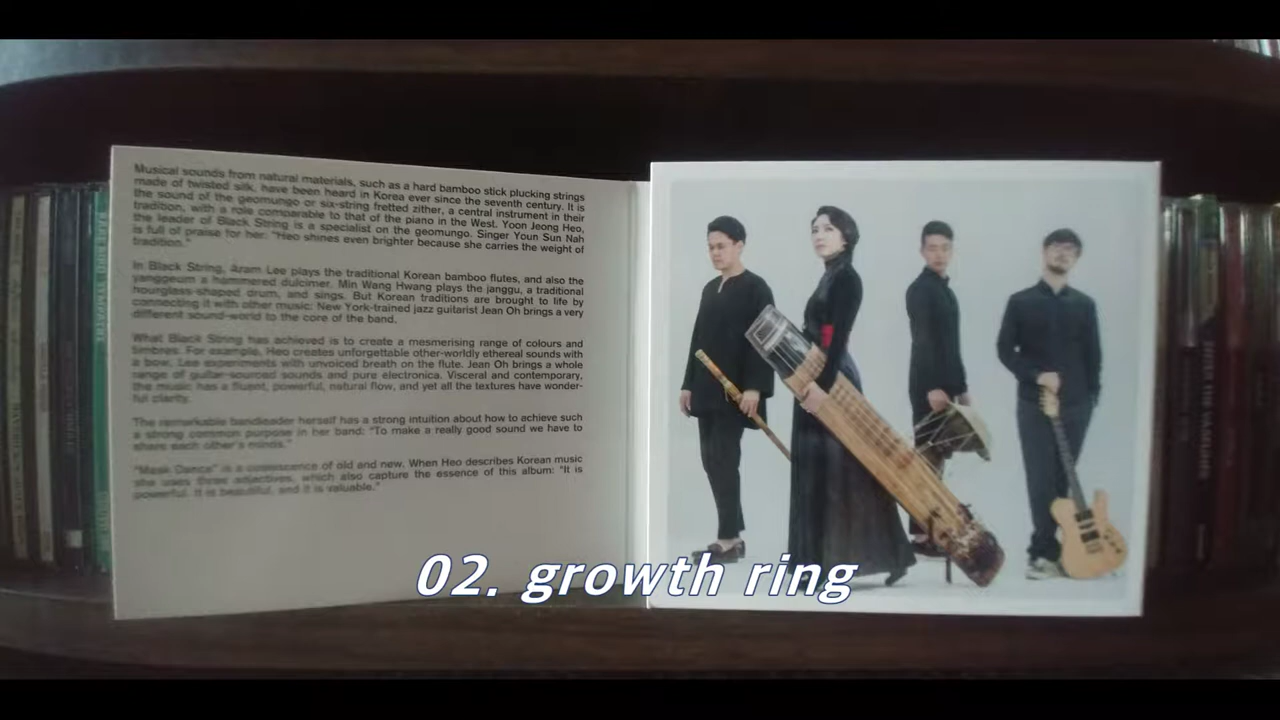 Musical sounds from natural materials, such as a hard bamboo stick plucking strings
made of twisted silk, have been heard in Korea ever since the seventh century. It is
the sound of the geomungo or six-string fretted zither, a central instrument in their
tradition, with a role comparable to that of the piano in the West. Yoon Jeong Heo,
the leader of Black String is a specialist on the geomungo. Singer Youn Sun Nah
is full of praise for her. "Heo shines even brighter because she carries the weight of
tradition."
In Black String, Aram Lee plays the traditional Korean bamboo flutes, and also the
yanggeum a hammered dulcimer. Min Wang Hwang plays the janggu, a traditional
hourglass-shaped drum, and sings. But Korean traditions are brought to life by
connecting it with other music: New York-trained jazz guitarist Jean Oh brings a very
different sound-world to the core of the band.
What Black String has achieved is to create a mesmerising range of colours and
timbres. For example, Heo creates unforgettable other-worldly ethereal sounds with
a bow, Lee experiments with unvoiced breath on the flute. Jean Oh brings a whole
range of guitar-sourced sounds and pure electronica. Visceral and contemporary,
the music has a fluent, powerful, natural flow, and yet all the textures have wonder-
ful clarity.
The remarkable bandleader herself has a strong intuition about how to achieve such
a strong common purpose in her band: "To make a really good sound we have to
share each other's minds."
"Mask Dance" is a coalescence of old and new. When Heo describes Korean music
she uses three adjectives, which also capture the essence of this album: "It is
powerful, it is beautiful, and it is valuable."
02. growth ring